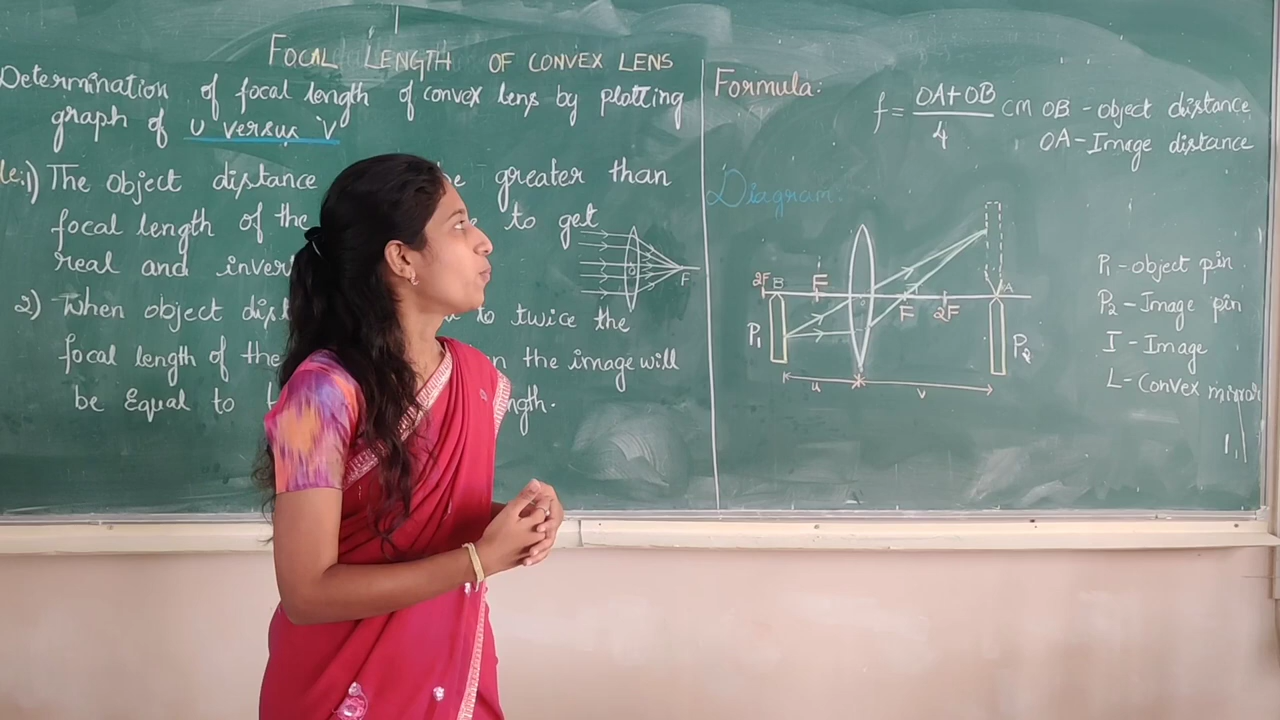 FOCAL LENGTH OF CONVEX LENS
Determination of focal length of convex lens by plotting
graph of U versus V
1) The object distance greater than
focal length of the to get
real and
2) When object to twice the
focal length of the the image will
be Equal to
F
Formula:
f = OA+OB/4 CM OB - object distance
OA - Image distance
Diagram:
2F B F
A
F 2F
P1
P2
u v
P1 - object pin
P2 - Image pin
I - Image
L - Convex mirror